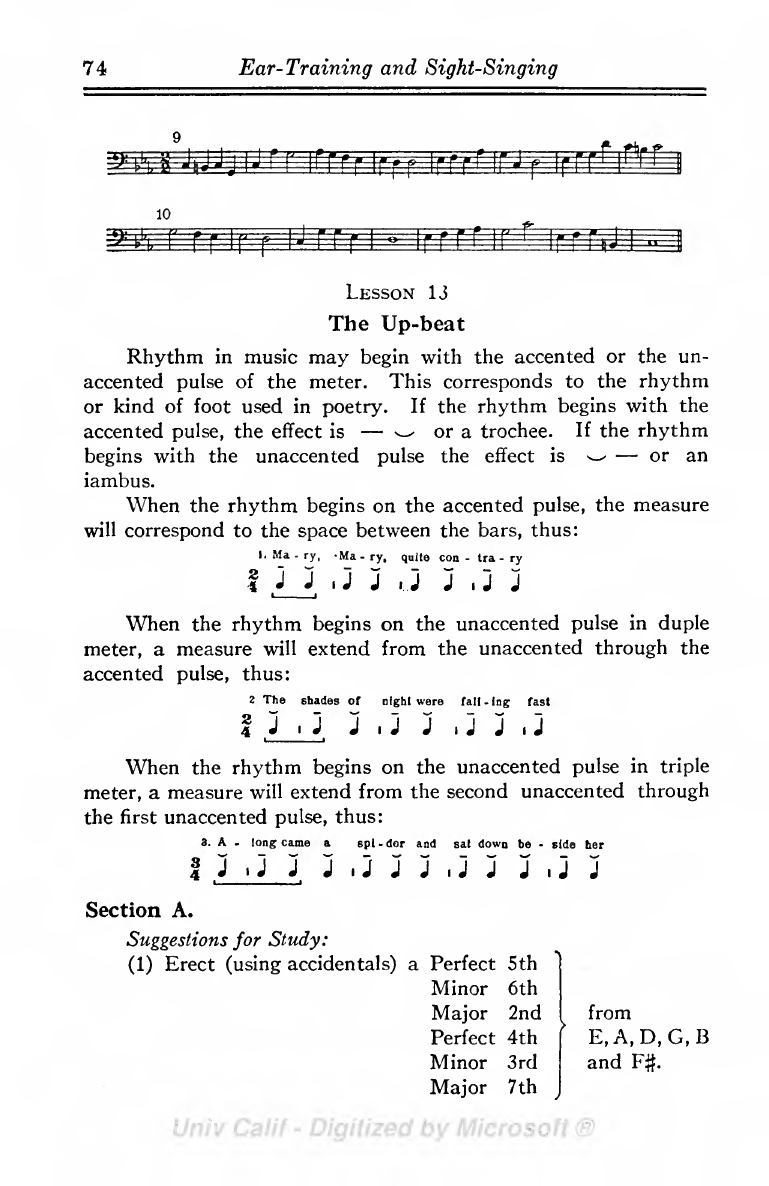 74 Ear-Training and Sight-Singing
9
10
Lesson 13
The Up-beat
Rhythm in music may begin with the accented or the un-
accented pulse of the meter. This corresponds to the rhythm
or kind of foot used in poetry. If the rhythm begins with the
accented pulse, the effect is — ⏑ or a trochee. If the rhythm
begins with the unaccented pulse the effect is ⏑ — or an
iambus.
When the rhythm begins on the accented pulse, the measure
will correspond to the space between the bars, thus:
1. Ma - ry, Ma - ry, quite con - tra - ry
2 4
When the rhythm begins on the unaccented pulse in duple
meter, a measure will extend from the unaccented through the
accented pulse, thus:
2 The shades of night were fall - ing fast
2 4
When the rhythm begins on the unaccented pulse in triple
meter, a measure will extend from the second unaccented through
the first unaccented pulse, thus:
3. A - long came a spi - der and sat down be - side her
3 4
Section A.
Suggestions for Study:
(1) Erect (using accidentals) a Perfect 5th
Minor 6th
Major 2nd from
Perfect 4th E, A, D, G, B
Minor 3rd and F♯.
Major 7th
Univ Calif - Digitized by Microsoft ®